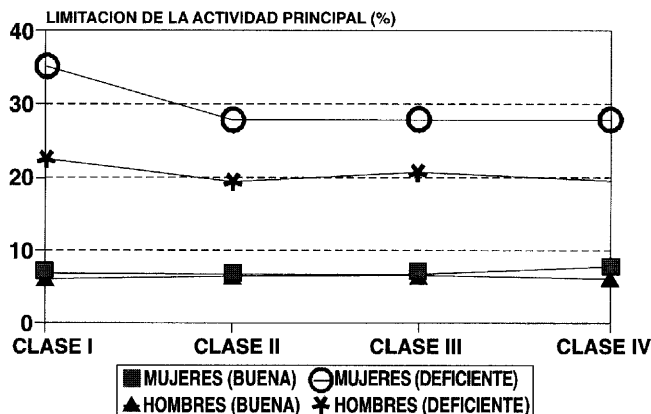 LIMITACION DE LA ACTIVIDAD PRINCIPAL (%)
40
30
20
10
0
CLASE I CLASE II CLASE III CLASE IV
MUJERES (BUENA) MUJERES (DEFICIENTE)
HOMBRES (BUENA) HOMBRES (DEFICIENTE)